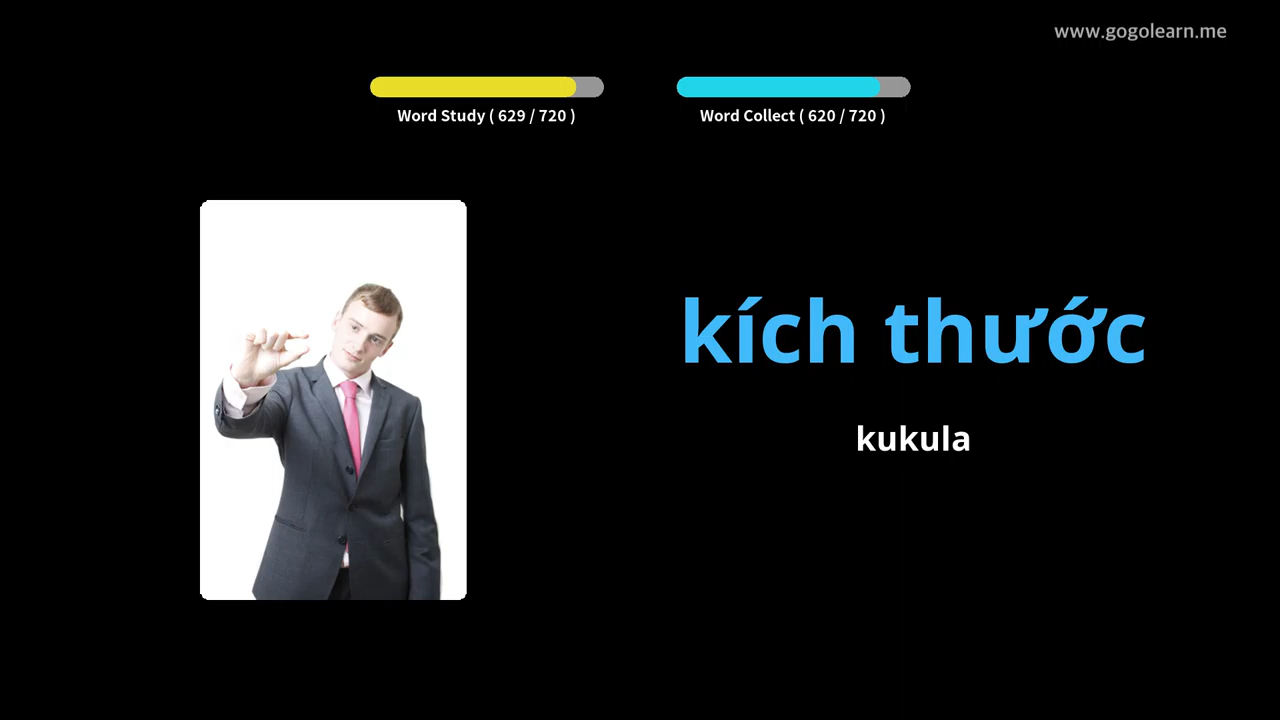 www.gogolearn.me
Word Study ( 629 / 720 )
Word Collect ( 620 / 720 )
kích thước
kukula